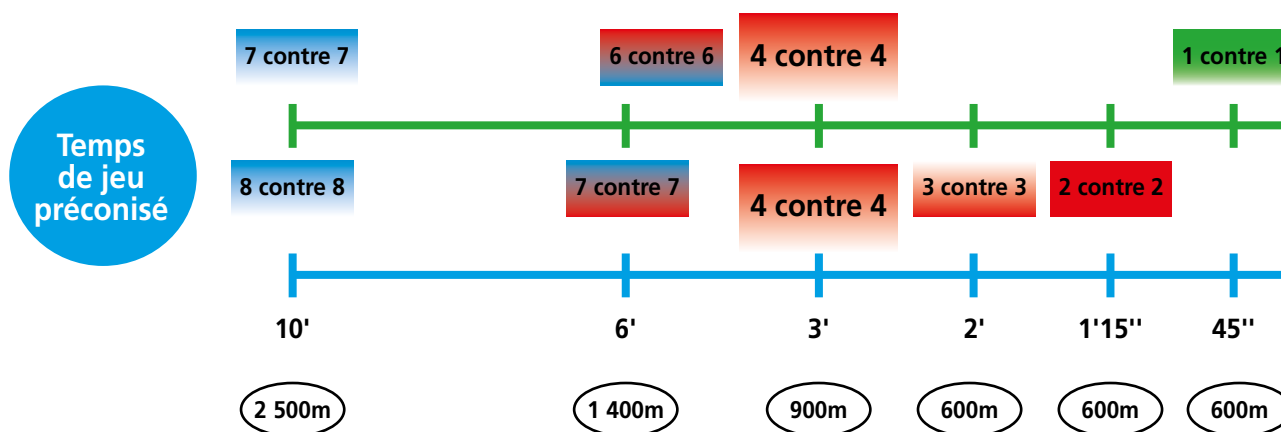 7 contre 7
6 contre 6
4 contre 4
1 contre 1
Temps
de jeu
préconisé
8 contre 8
7 contre 7
4 contre 4
3 contre 3
2 contre 2
10'
6'
3'
2'
1'15''
45''
2 500m
1 400m
900m
600m
600m
600m